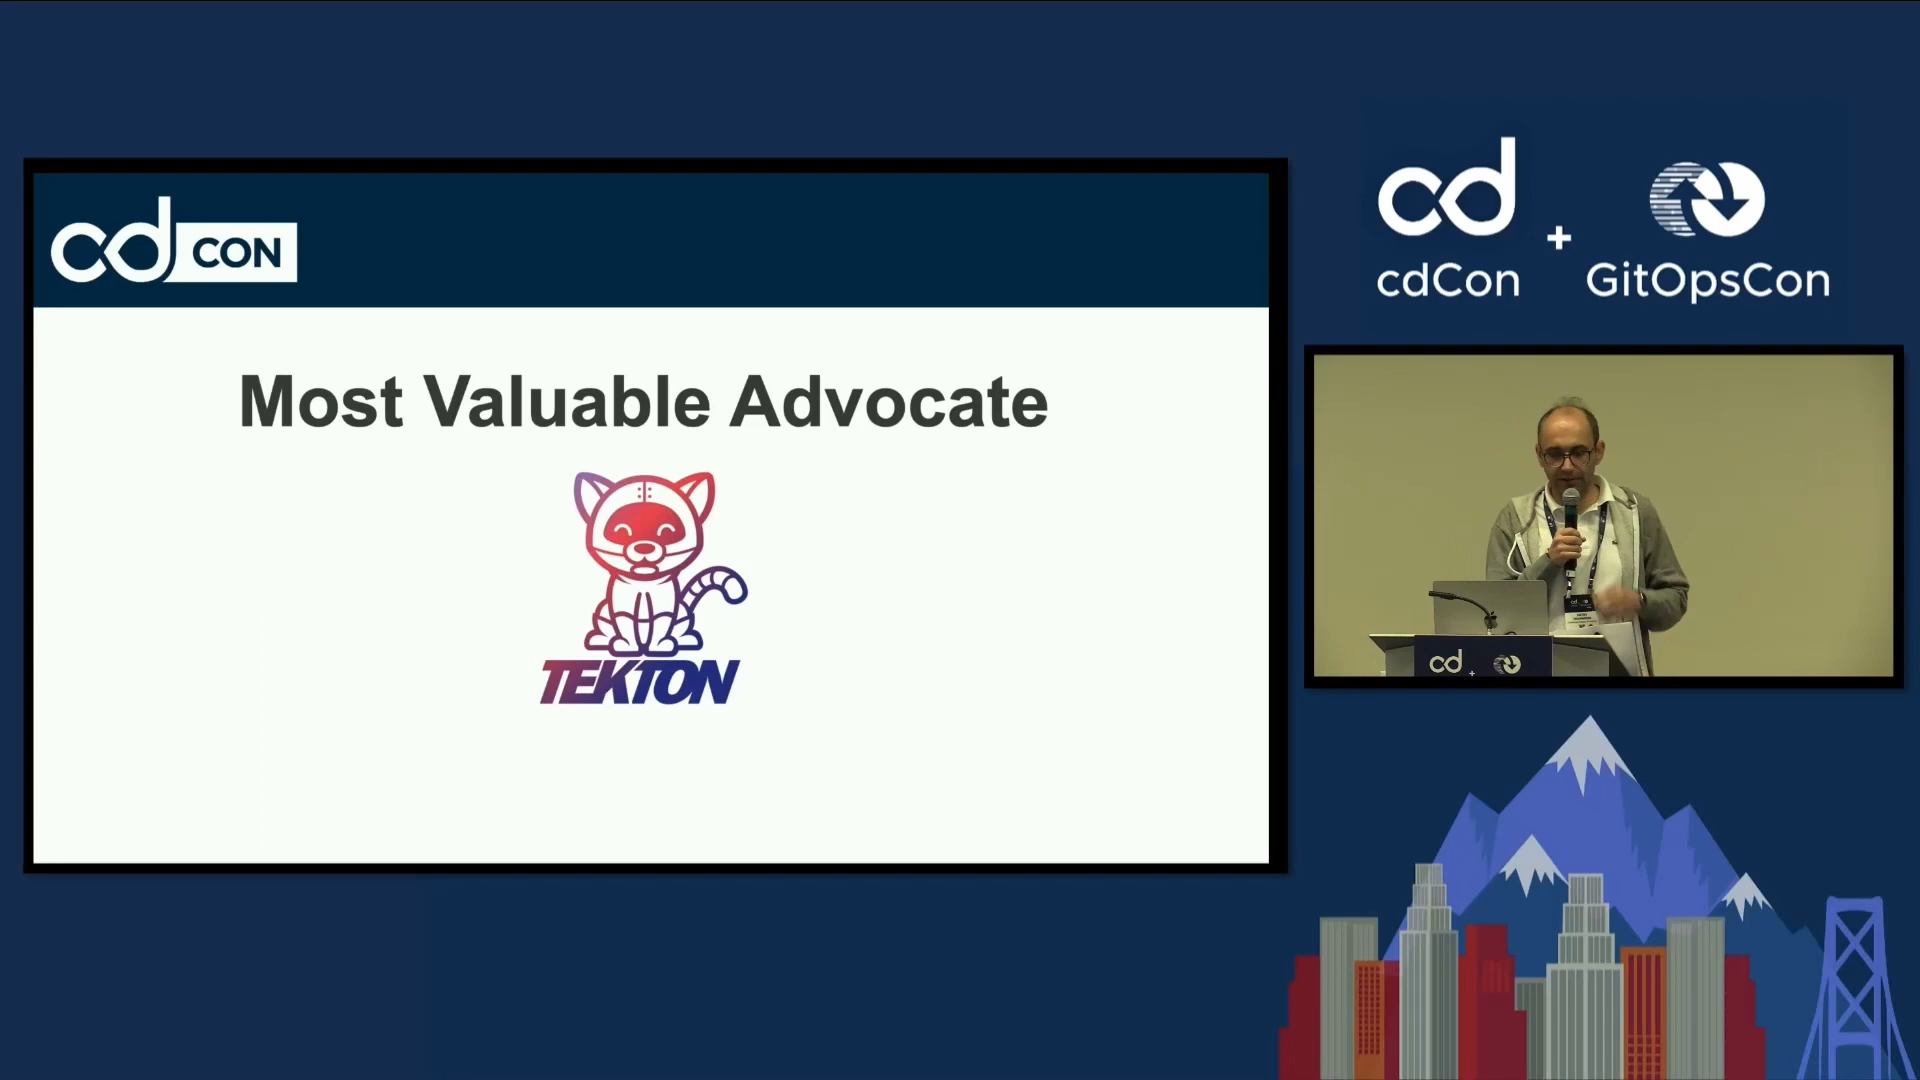 cd CON
Most Valuable Advocate
TEKTON
cd
cdCon
+
GitOpsCon
cd +